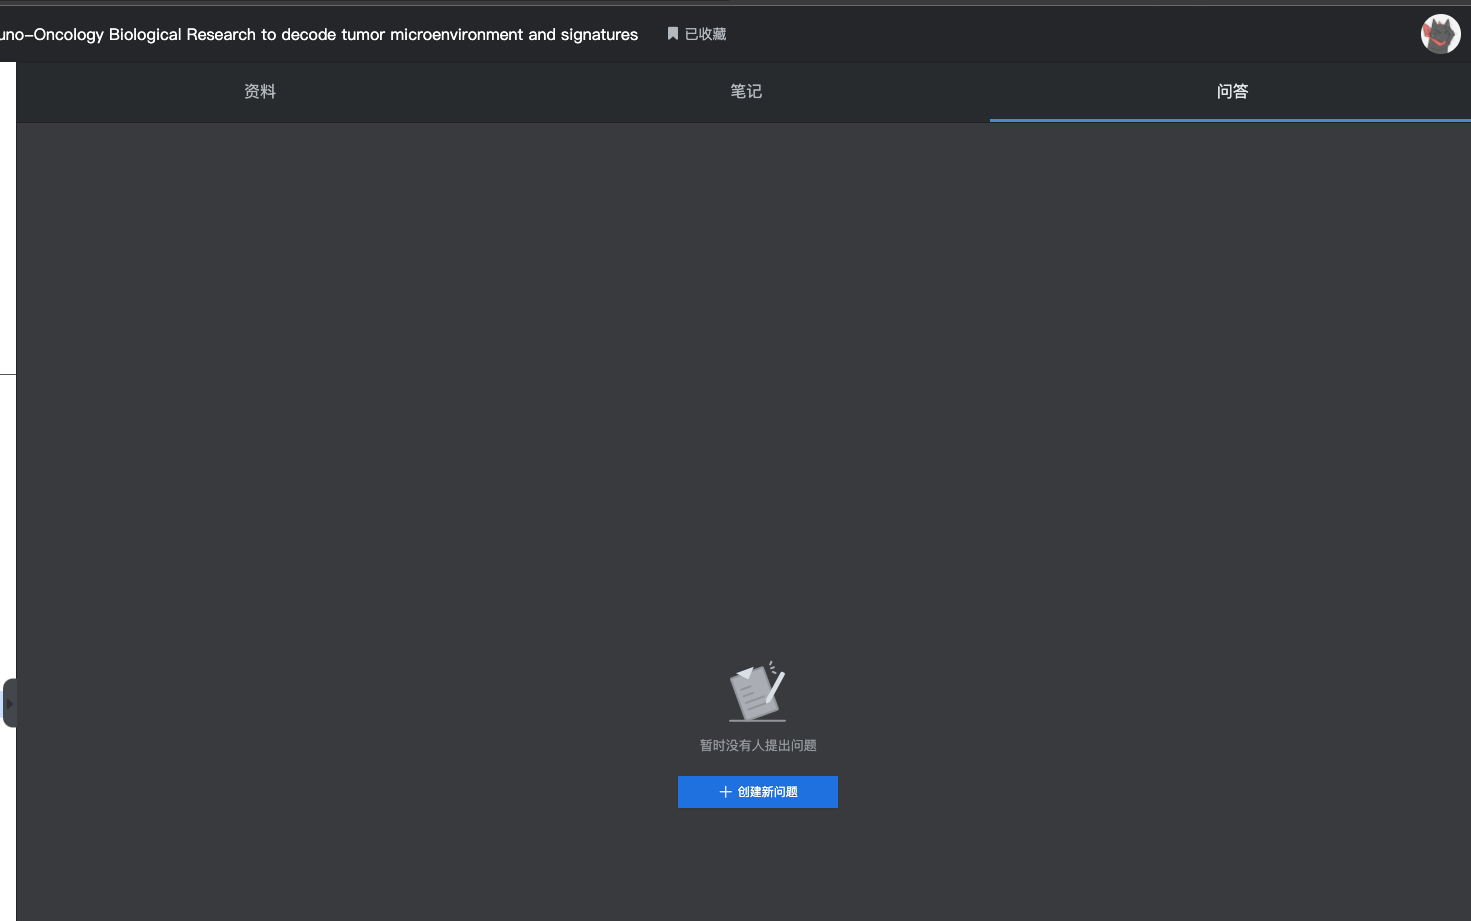 uno-Oncology Biological Research to decode tumor microenvironment and signatures 已收藏
资料 笔记 问答
暂时没有人提出问题
创建新问题